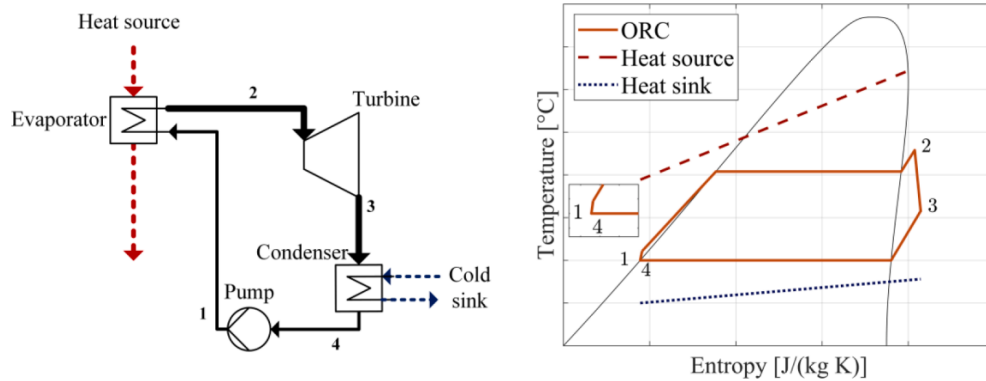 Heat source
2
Turbine
Evaporator
3
Condenser
Cold
sink
Pump
1
4
ORC
Heat source
Heat sink
Temperature [°C]
2
3
1
4
1
4
Entropy [J/(kg K)]